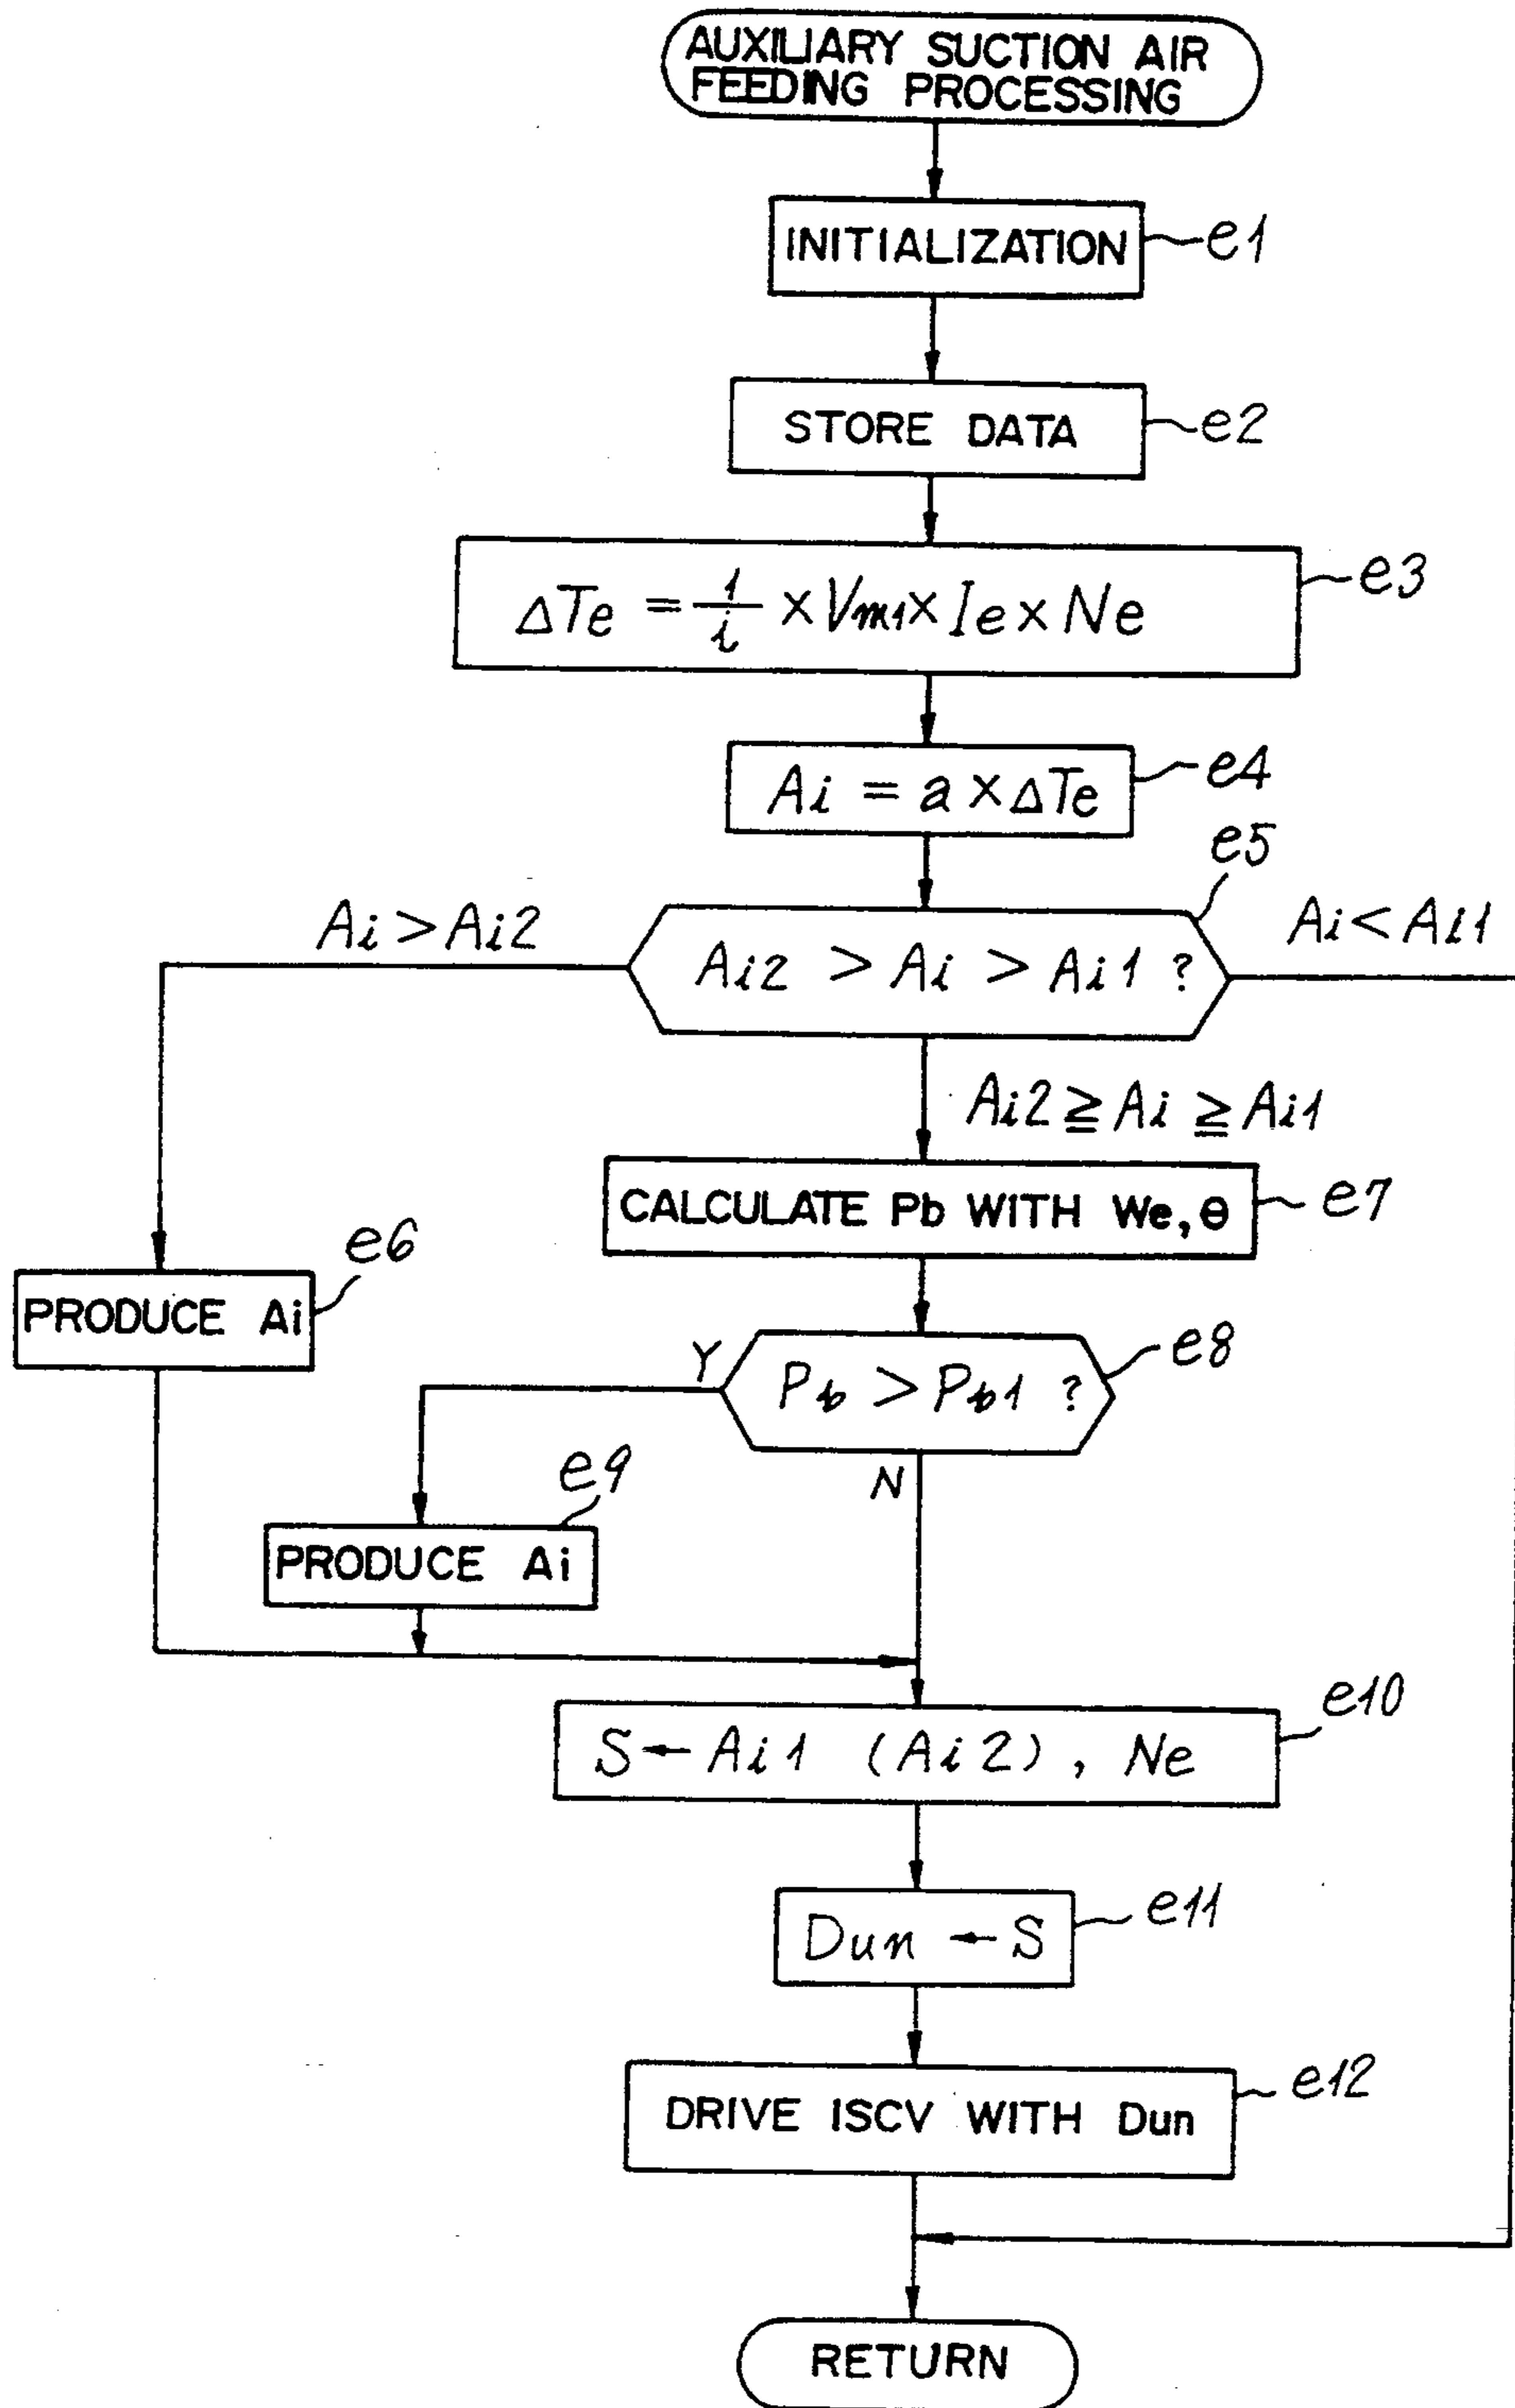 AUXILIARY SUCTION AIR
FEEDING PROCESSING
INITIALIZATION
e1
STORE DATA
e2
ΔTe = 1/i × Vm1 × Ie × Ne
e3
Ai = a × ΔTe
e4
e5
Ai > Ai2
Ai2 > Ai > Ai1 ?
Ai < Ai1
Ai2 ≧ Ai ≧ Ai1
CALCULATE Pb WITH We, Θ
e7
e6
PRODUCE Ai
Y
Pb > Pb1 ?
e8
N
e9
PRODUCE Ai
e10
S ← Ai1 (Ai2), Ne
Dun ← S
e11
DRIVE ISCV WITH Dun
e12
RETURN